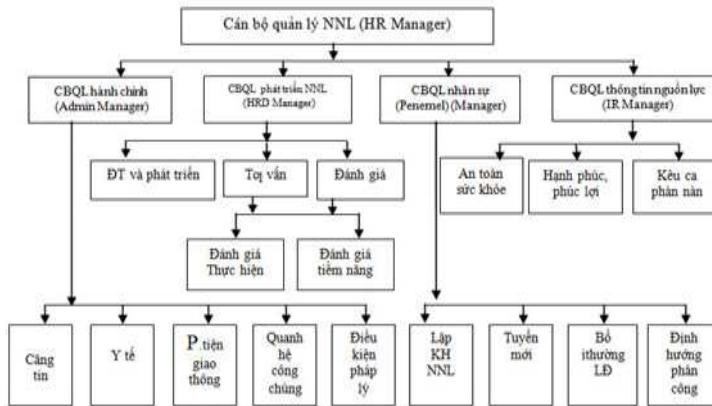 Cán bộ quản lý NNL (HR Manager)
CBQL hành chính
(Admin Manager)
CBQL phát triển NNL
(HRD Manager)
CBQL nhân sự
(Penemel) (Manager)
CBQL thông tin nguồn lực
(IR Manager)
ĐT và phát triển
Tọj vấn
Đánh giá
An toàn
sức khỏe
Hạnh phúc,
phúc lợi
Kêu ca
phàn nàn
Đánh giá
Thực hiện
Đánh giá
tiềm năng
Căng
tin
Y tế
P.tiện
giao
thông
Quanh
hệ
công
chúng
Điều
kiện
pháp
lý
Lập
KH
NNL
Tuyển
mới
Bồ
ithường
LĐ
Định
hướng
phân
công